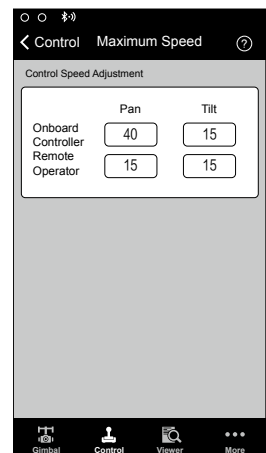 Control Maximum Speed ?
Control Speed Adjustment
Pan Tilt
Onboard
Controller 40 15
Remote
Operator 15 15
Gimbal Control Viewer More